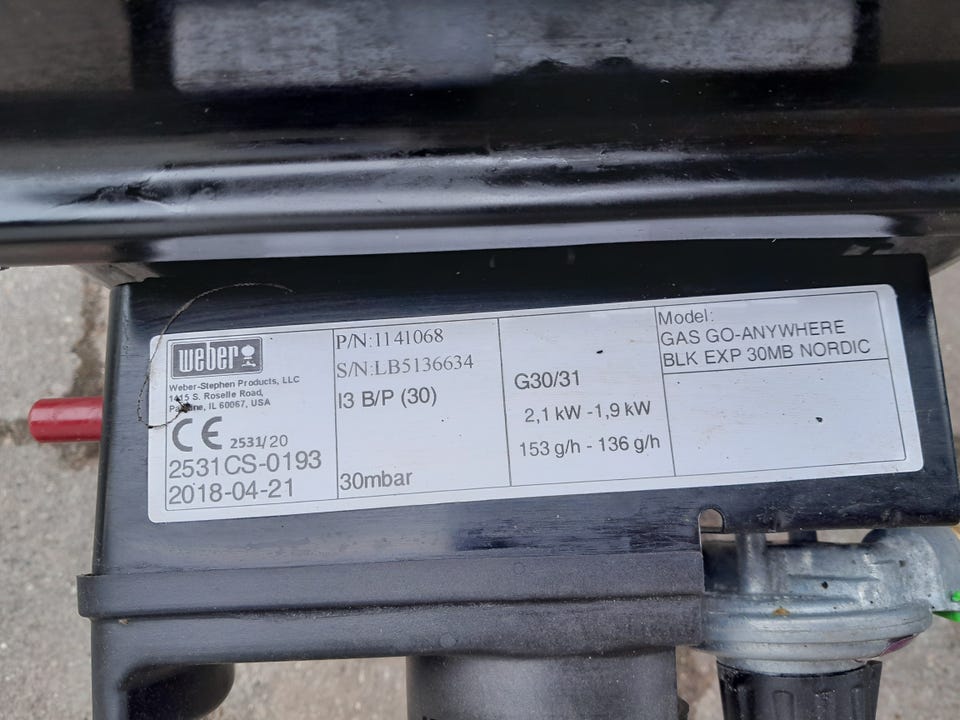 weber
Weber-Stephen Products, LLC
1415 S. Roselle Road,
Palatine, IL 60067, USA
CE 2531/20
2531CS-0193
2018-04-21
P/N:1141068
S/N:LB5136634
I3 B/P (30)
30mbar
G30/31
2,1 kW -1,9 kW
153 g/h - 136 g/h
Model:
GAS GO-ANYWHERE
BLK EXP 30MB NORDIC